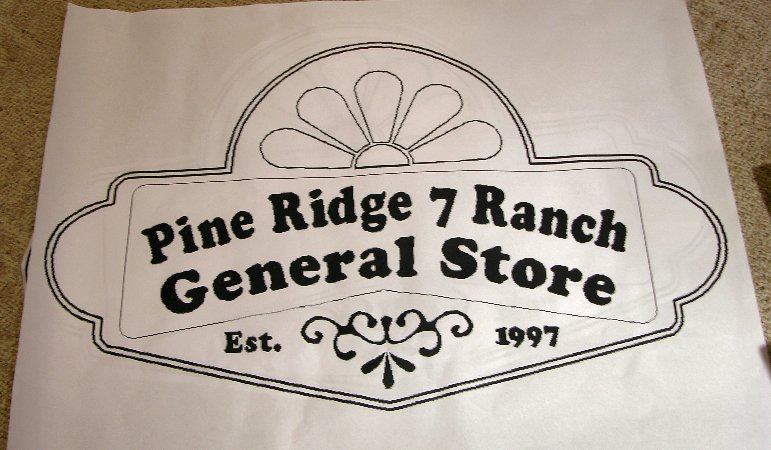 Pine Ridge 7 Ranch
General Store
Est. 1997